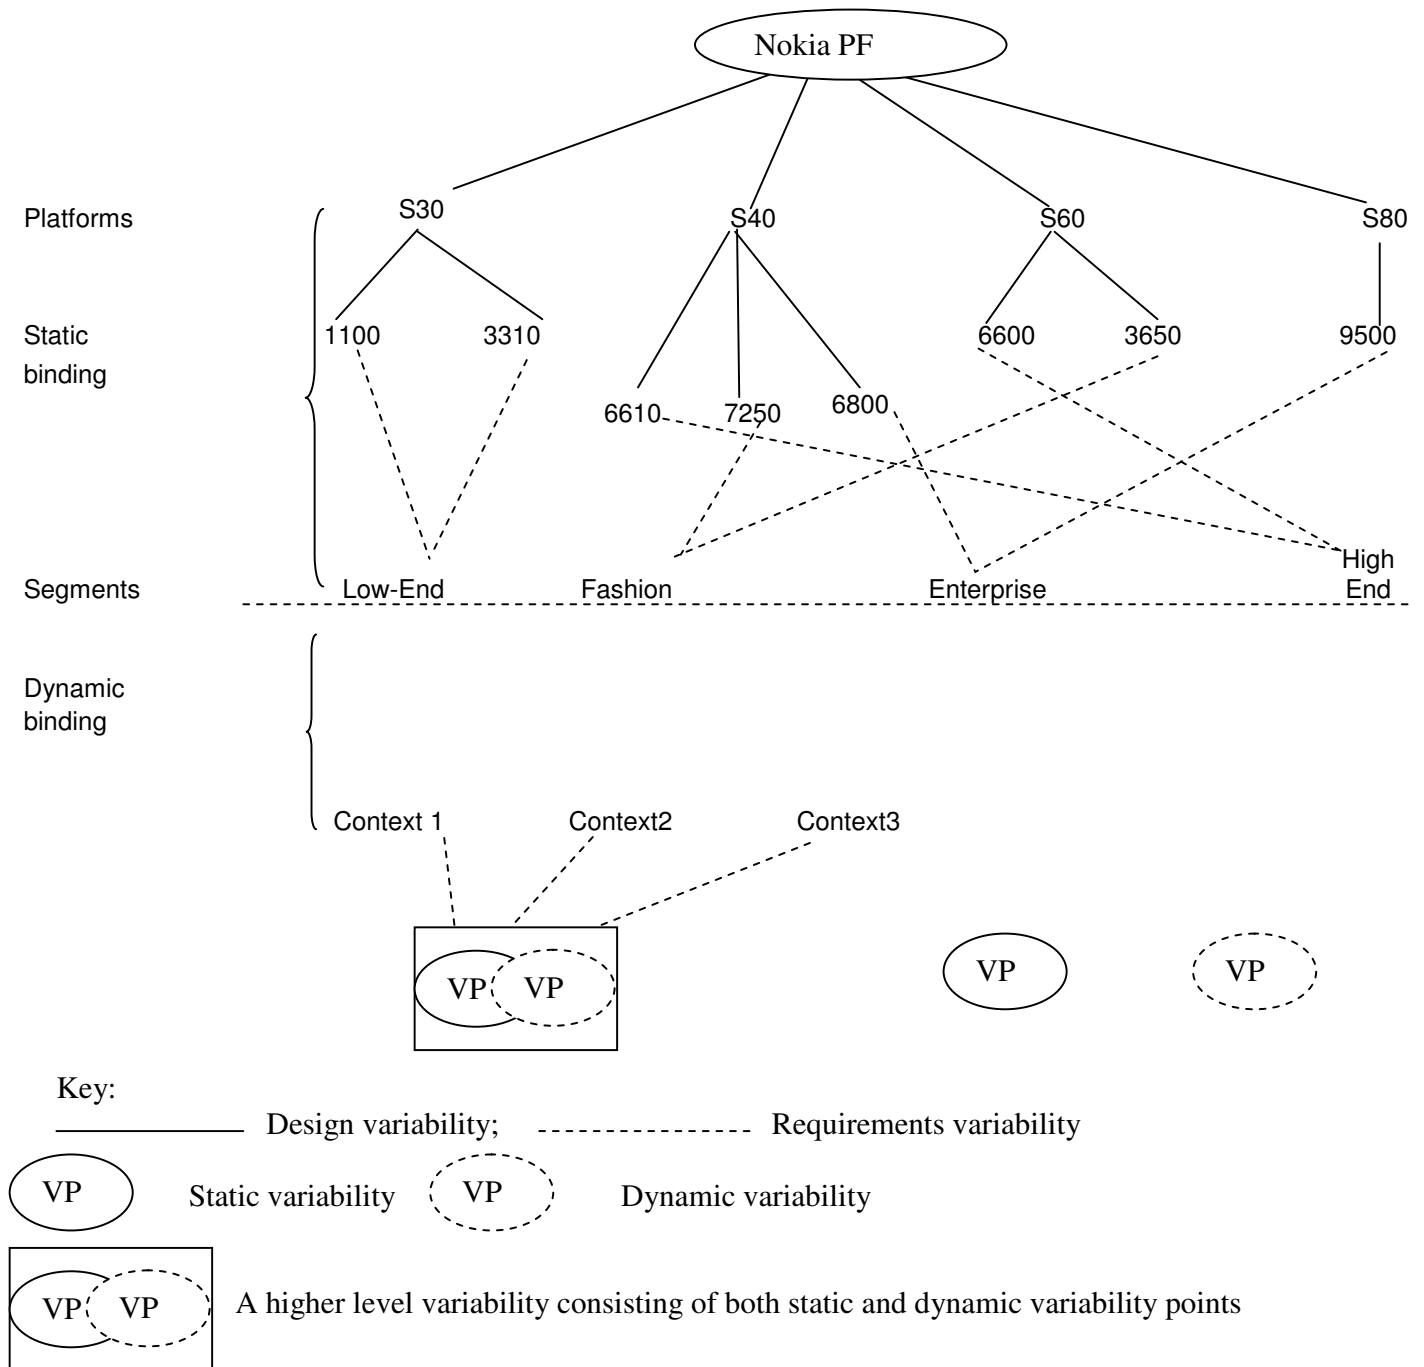 Nokia PF
Platforms
S30
S40
S60
S80
Static
binding
1100
3310
6600
3650
9500
6610
7250
6800
Segments
Low-End
Fashion
Enterprise
High
End
Dynamic
binding
Context 1
Context2
Context3
VP
VP
VP
VP
Key:
Design variability;
Requirements variability
VP
Static variability
VP
Dynamic variability
VP
VP
A higher level variability consisting of both static and dynamic variability points